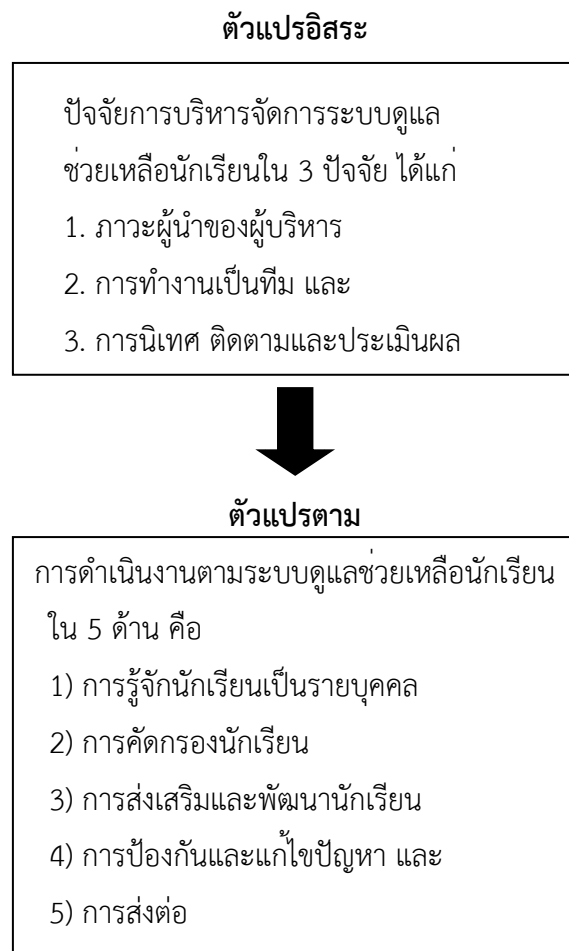 ตัวแปรอิสระ
ปัจจัยการบริหารจัดการระบบดูแล
ช่วยเหลือนักเรียนใน 3 ปัจจัย ได้แก่
1. ภาวะผู้นำของผู้บริหาร
2. การทำงานเป็นทีม และ
3. การนิเทศ ติดตามและประเมินผล
ตัวแปรตาม
การดำเนินงานตามระบบดูแลช่วยเหลือนักเรียน
ใน 5 ด้าน คือ
1) การรู้จักนักเรียนเป็นรายบุคคล
2) การคัดกรองนักเรียน
3) การส่งเสริมและพัฒนานักเรียน
4) การป้องกันและแก้ไขปัญหา และ
5) การส่งต่อ